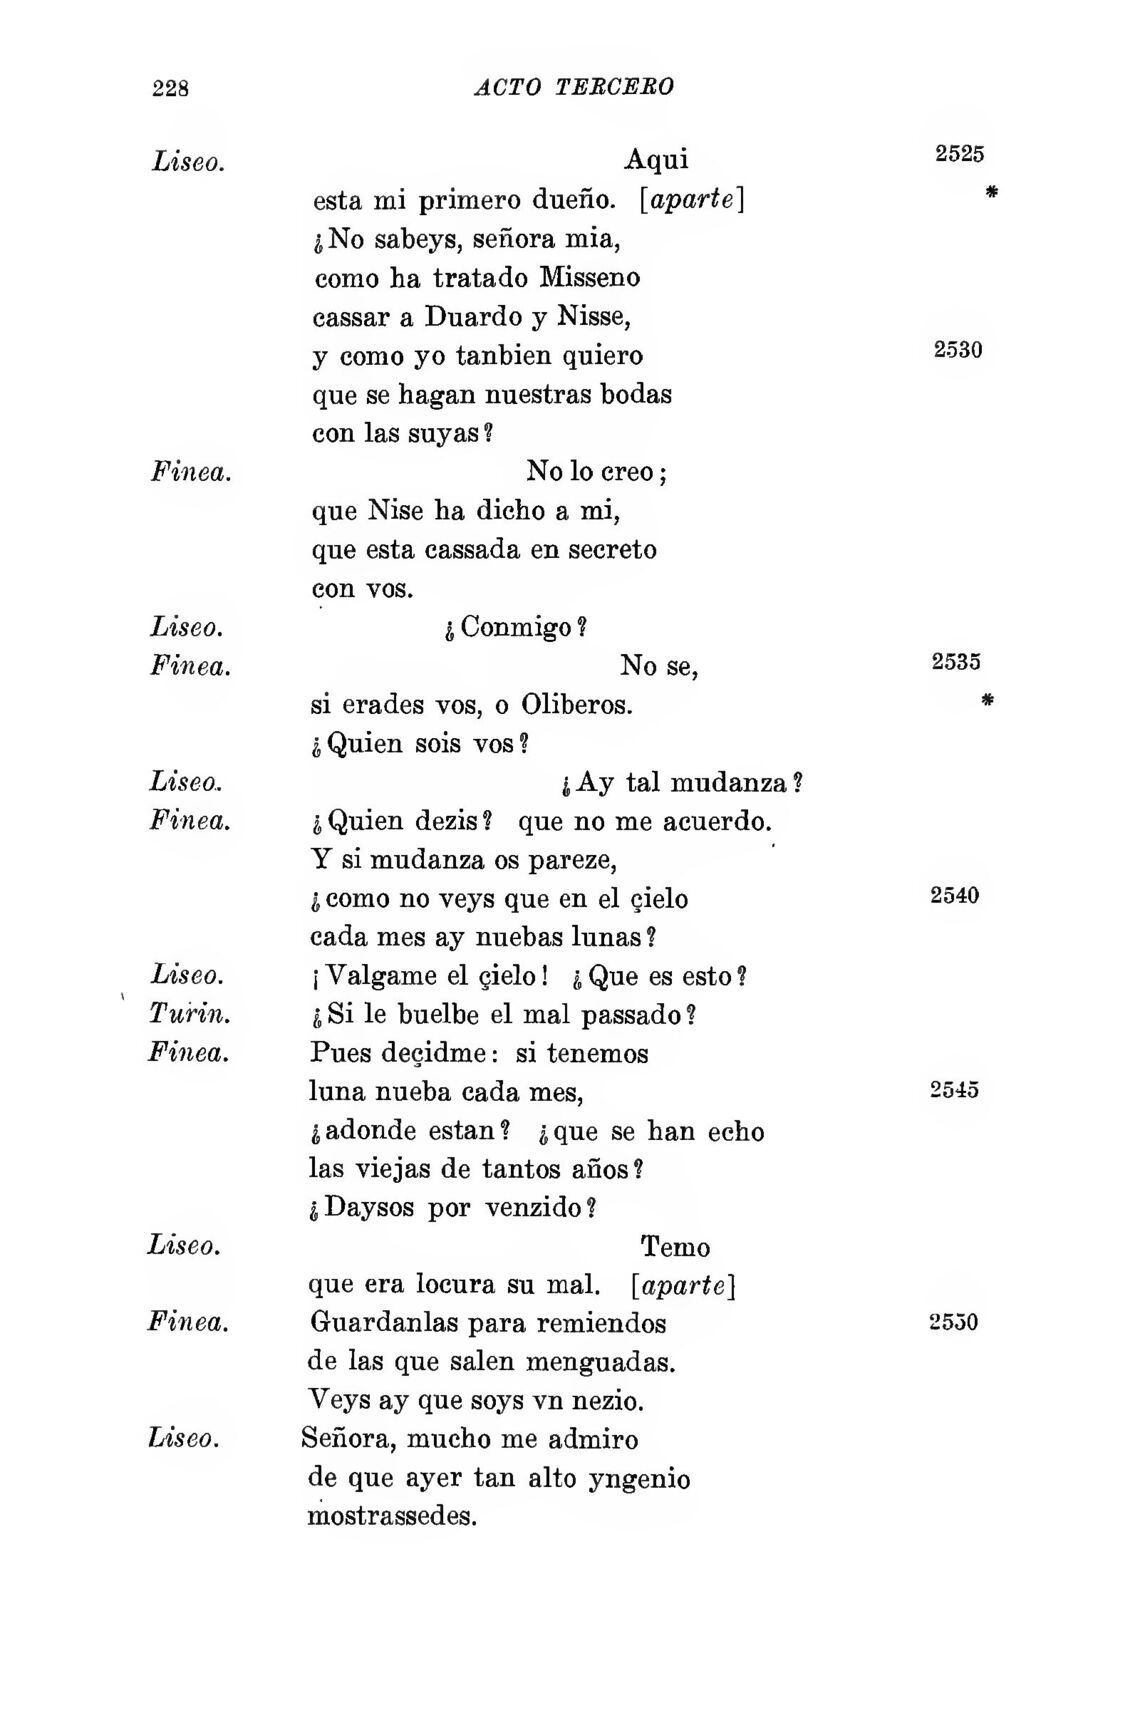 228 ACTO TERCERO
Liseo. Aqui 2525
esta mi primero dueño. [aparte] *
¿No sabeys, señora mia,
como ha tratado Misseno
cassar a Duardo y Nisse,
y como yo tanbien quiero 2530
que se hagan nuestras bodas
con las suyas?
Finea. No lo creo;
que Nise ha dicho a mi,
que esta cassada en secreto
con vos.
Liseo. ¿Conmigo?
Finea. No se, 2535
si erades vos, o Oliberos. *
¿Quien sois vos?
Liseo. ¿Ay tal mudanza?
Finea. ¿Quien dezis? que no me acuerdo.
Y si mudanza os pareze,
¿como no veys que en el çielo 2540
cada mes ay nuebas lunas?
Liseo. ¡Valgame el çielo! ¿Que es esto?
Turin. ¿Si le buelbe el mal passado?
Finea. Pues deçidme: si tenemos
luna nueba cada mes, 2545
¿adonde estan? ¿que se han echo
las viejas de tantos años?
¿Daysos por venzido?
Liseo. Temo
que era locura su mal. [aparte]
Finea. Guardanlas para remiendos 2550
de las que salen menguadas.
Veys ay que soys vn nezio.
Liseo. Señora, mucho me admiro
de que ayer tan alto yngenio
mostrassedes.